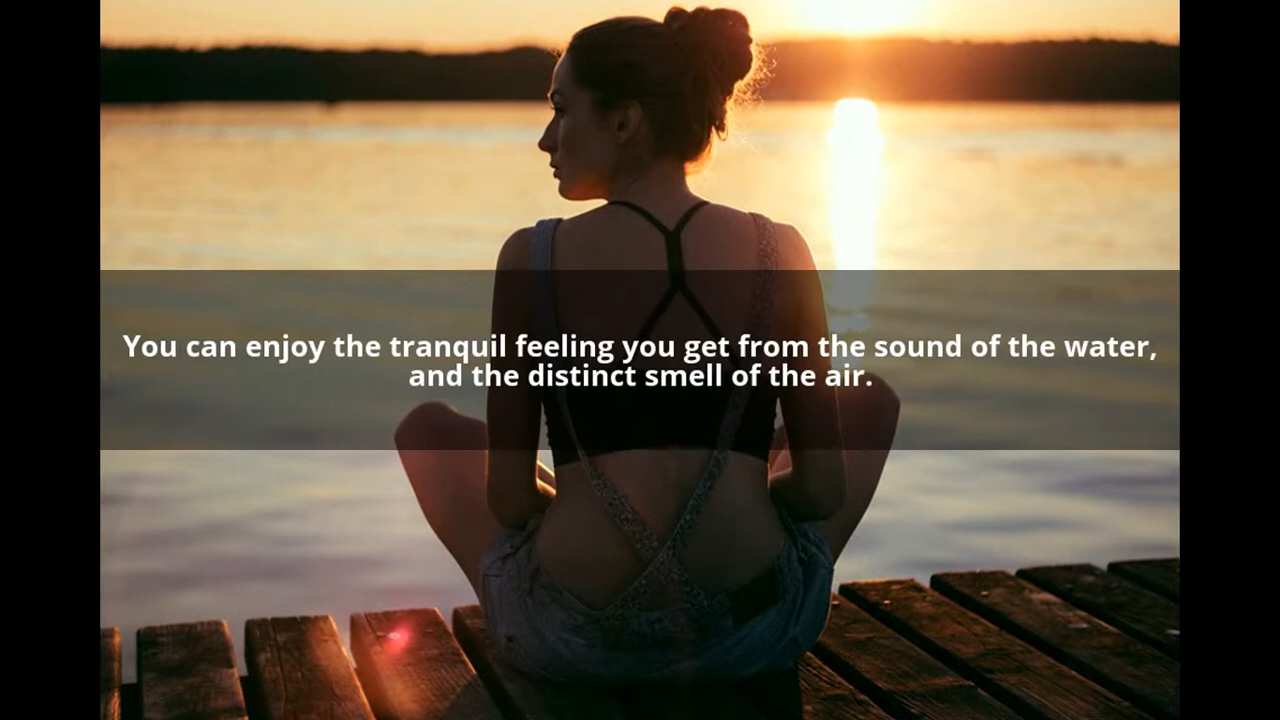 You can enjoy the tranquil feeling you get from the sound of the water,
and the distinct smell of the air.